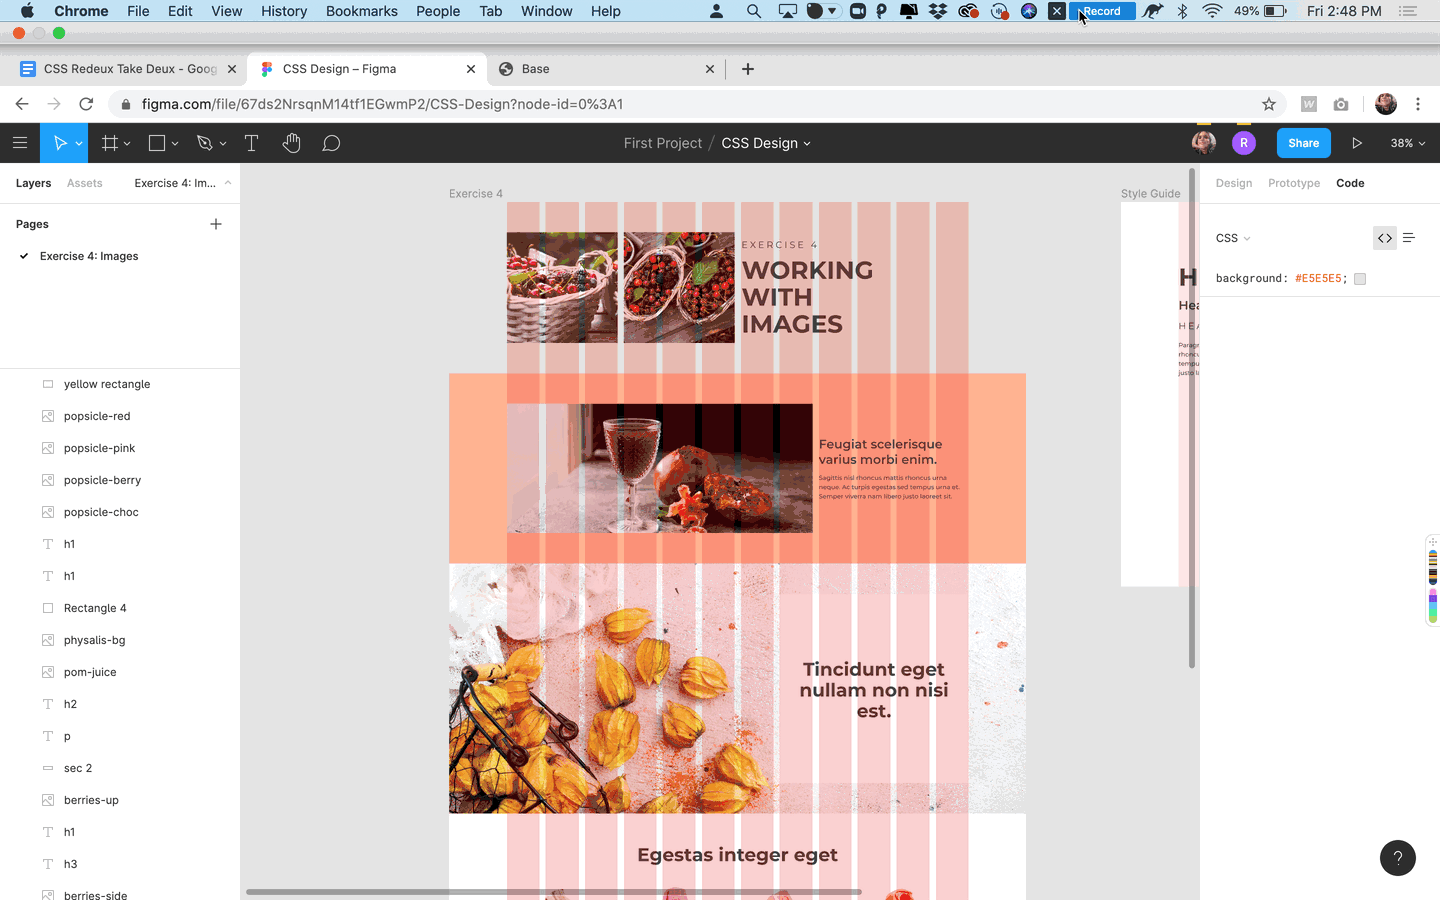 Chrome File Edit View History Bookmarks People Tab Window Help Record 49% Fri 2:48 PM
CSS Redeux Take Deux - Goog
CSS Design – Figma
Base
figma.com/file/67ds2NrsqnM14tf1EGwmP2/CSS-Design?node-id=0%3A1
First Project / CSS Design
R
Share
38%
Layers Assets Exercise 4: Im...
Pages
Exercise 4: Images
yellow rectangle
popsicle-red
popsicle-pink
popsicle-berry
popsicle-choc
h1
h1
Rectangle 4
physalis-bg
pom-juice
h2
p
sec 2
berries-up
h1
h3
berries-side
Exercise 4
EXERCISE 4
WORKING
WITH
IMAGES
Feugiat scelerisque
varius morbi enim.
Sagittis nisl rhoncus mattis rhoncus urna
neque. Ac turpis egestas sed tempus urna et.
Semper viverra nam libero justo laoreet sit.
Tincidunt eget
nullam non nisi
est.
Egestas integer eget
Style Guide
H
Hea
HEA
Paragr
rhoncu
tempu
justo l
Design Prototype Code
CSS
background: #E5E5E5;
?